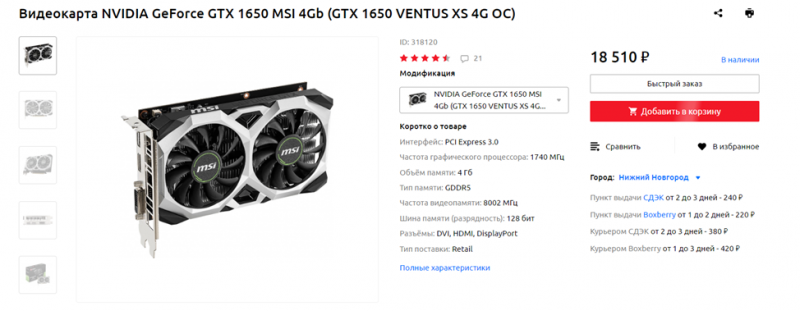 Видеокарта NVIDIA GeForce GTX 1650 MSI 4Gb (GTX 1650 VENTUS XS 4G OC)
ID: 318120
21
Модификация
NVIDIA GeForce GTX 1650 MSI
4Gb (GTX 1650 VENTUS XS 4G...
Коротко о товаре
Интерфейс: PCI Express 3.0
Частота графического процессора: 1740 МГц
Объём памяти: 4 Гб
Тип памяти: GDDR5
Частота видеопамяти: 8002 МГц
Шина памяти (разрядность): 128 бит
Разъёмы: DVI, HDMI, DisplayPort
Тип поставки: Retail
Полные характеристики
18 510 ₽
В наличии
Быстрый заказ
Добавить в корзину
Сравнить
В избранное
Город: Нижний Новгород
Пункт выдачи СДЭК от 2 до 3 дней - 240 ₽
Пункт выдачи Boxberry от 1 до 2 дней - 220 ₽
Курьером СДЭК от 2 до 3 дней - 380 ₽
Курьером Boxberry от 1 до 3 дней - 420 ₽
msi
msi